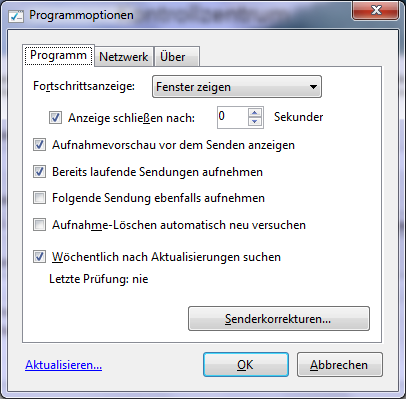 Programmoptionen
Programm Netzwerk Über
Fortschrittsanzeige: Fenster zeigen
Anzeige schließen nach: 0 Sekunder
Aufnahmevorschau vor dem Senden anzeigen
Bereits laufende Sendungen aufnehmen
Folgende Sendung ebenfalls aufnehmen
Aufnahme-Löschen automatisch neu versuchen
Wöchentlich nach Aktualisierungen suchen
Letzte Prüfung: nie
Senderkorrekturen...
Aktualisieren... OK Abbrechen